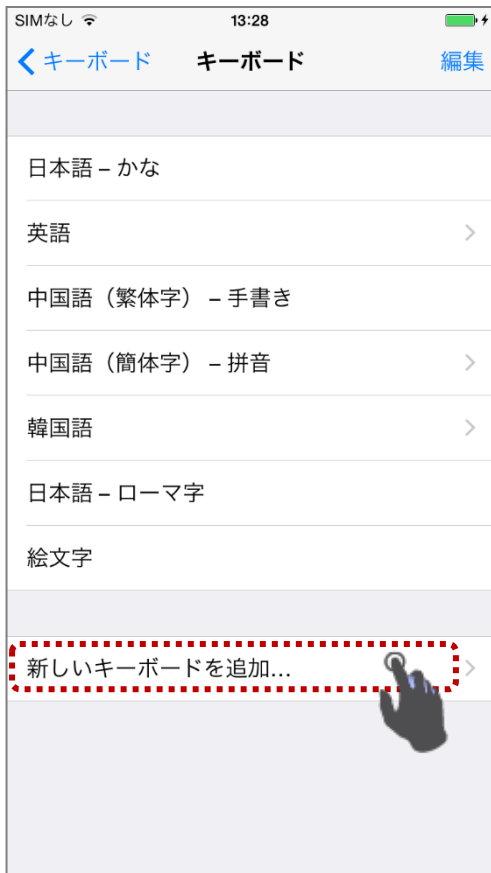 SIMなし 13:28
キーボード キーボード 編集
日本語 – かな
英語
中国語（繁体字） – 手書き
中国語（簡体字） – 拼音
韓国語
日本語 – ローマ字
絵文字
新しいキーボードを追加...